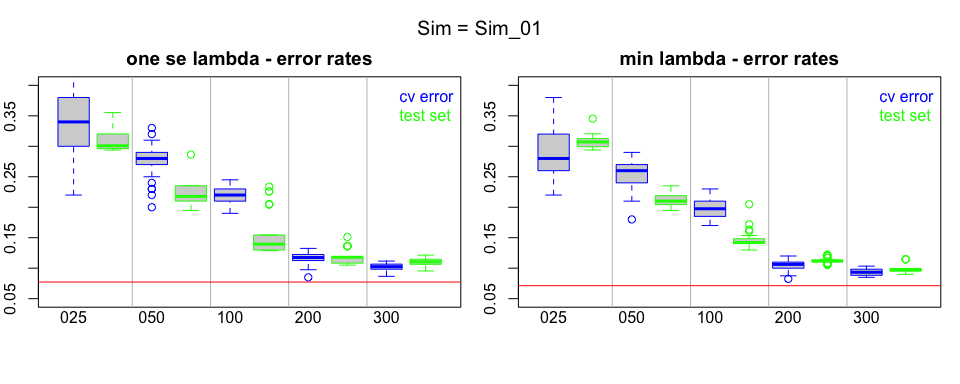 Sim = Sim_01
one se lambda - error rates
cv error
test set
0.35
0.25
0.15
0.05
025 050 100 200 300
min lambda - error rates
cv error
test set
0.35
0.25
0.15
0.05
025 050 100 200 300